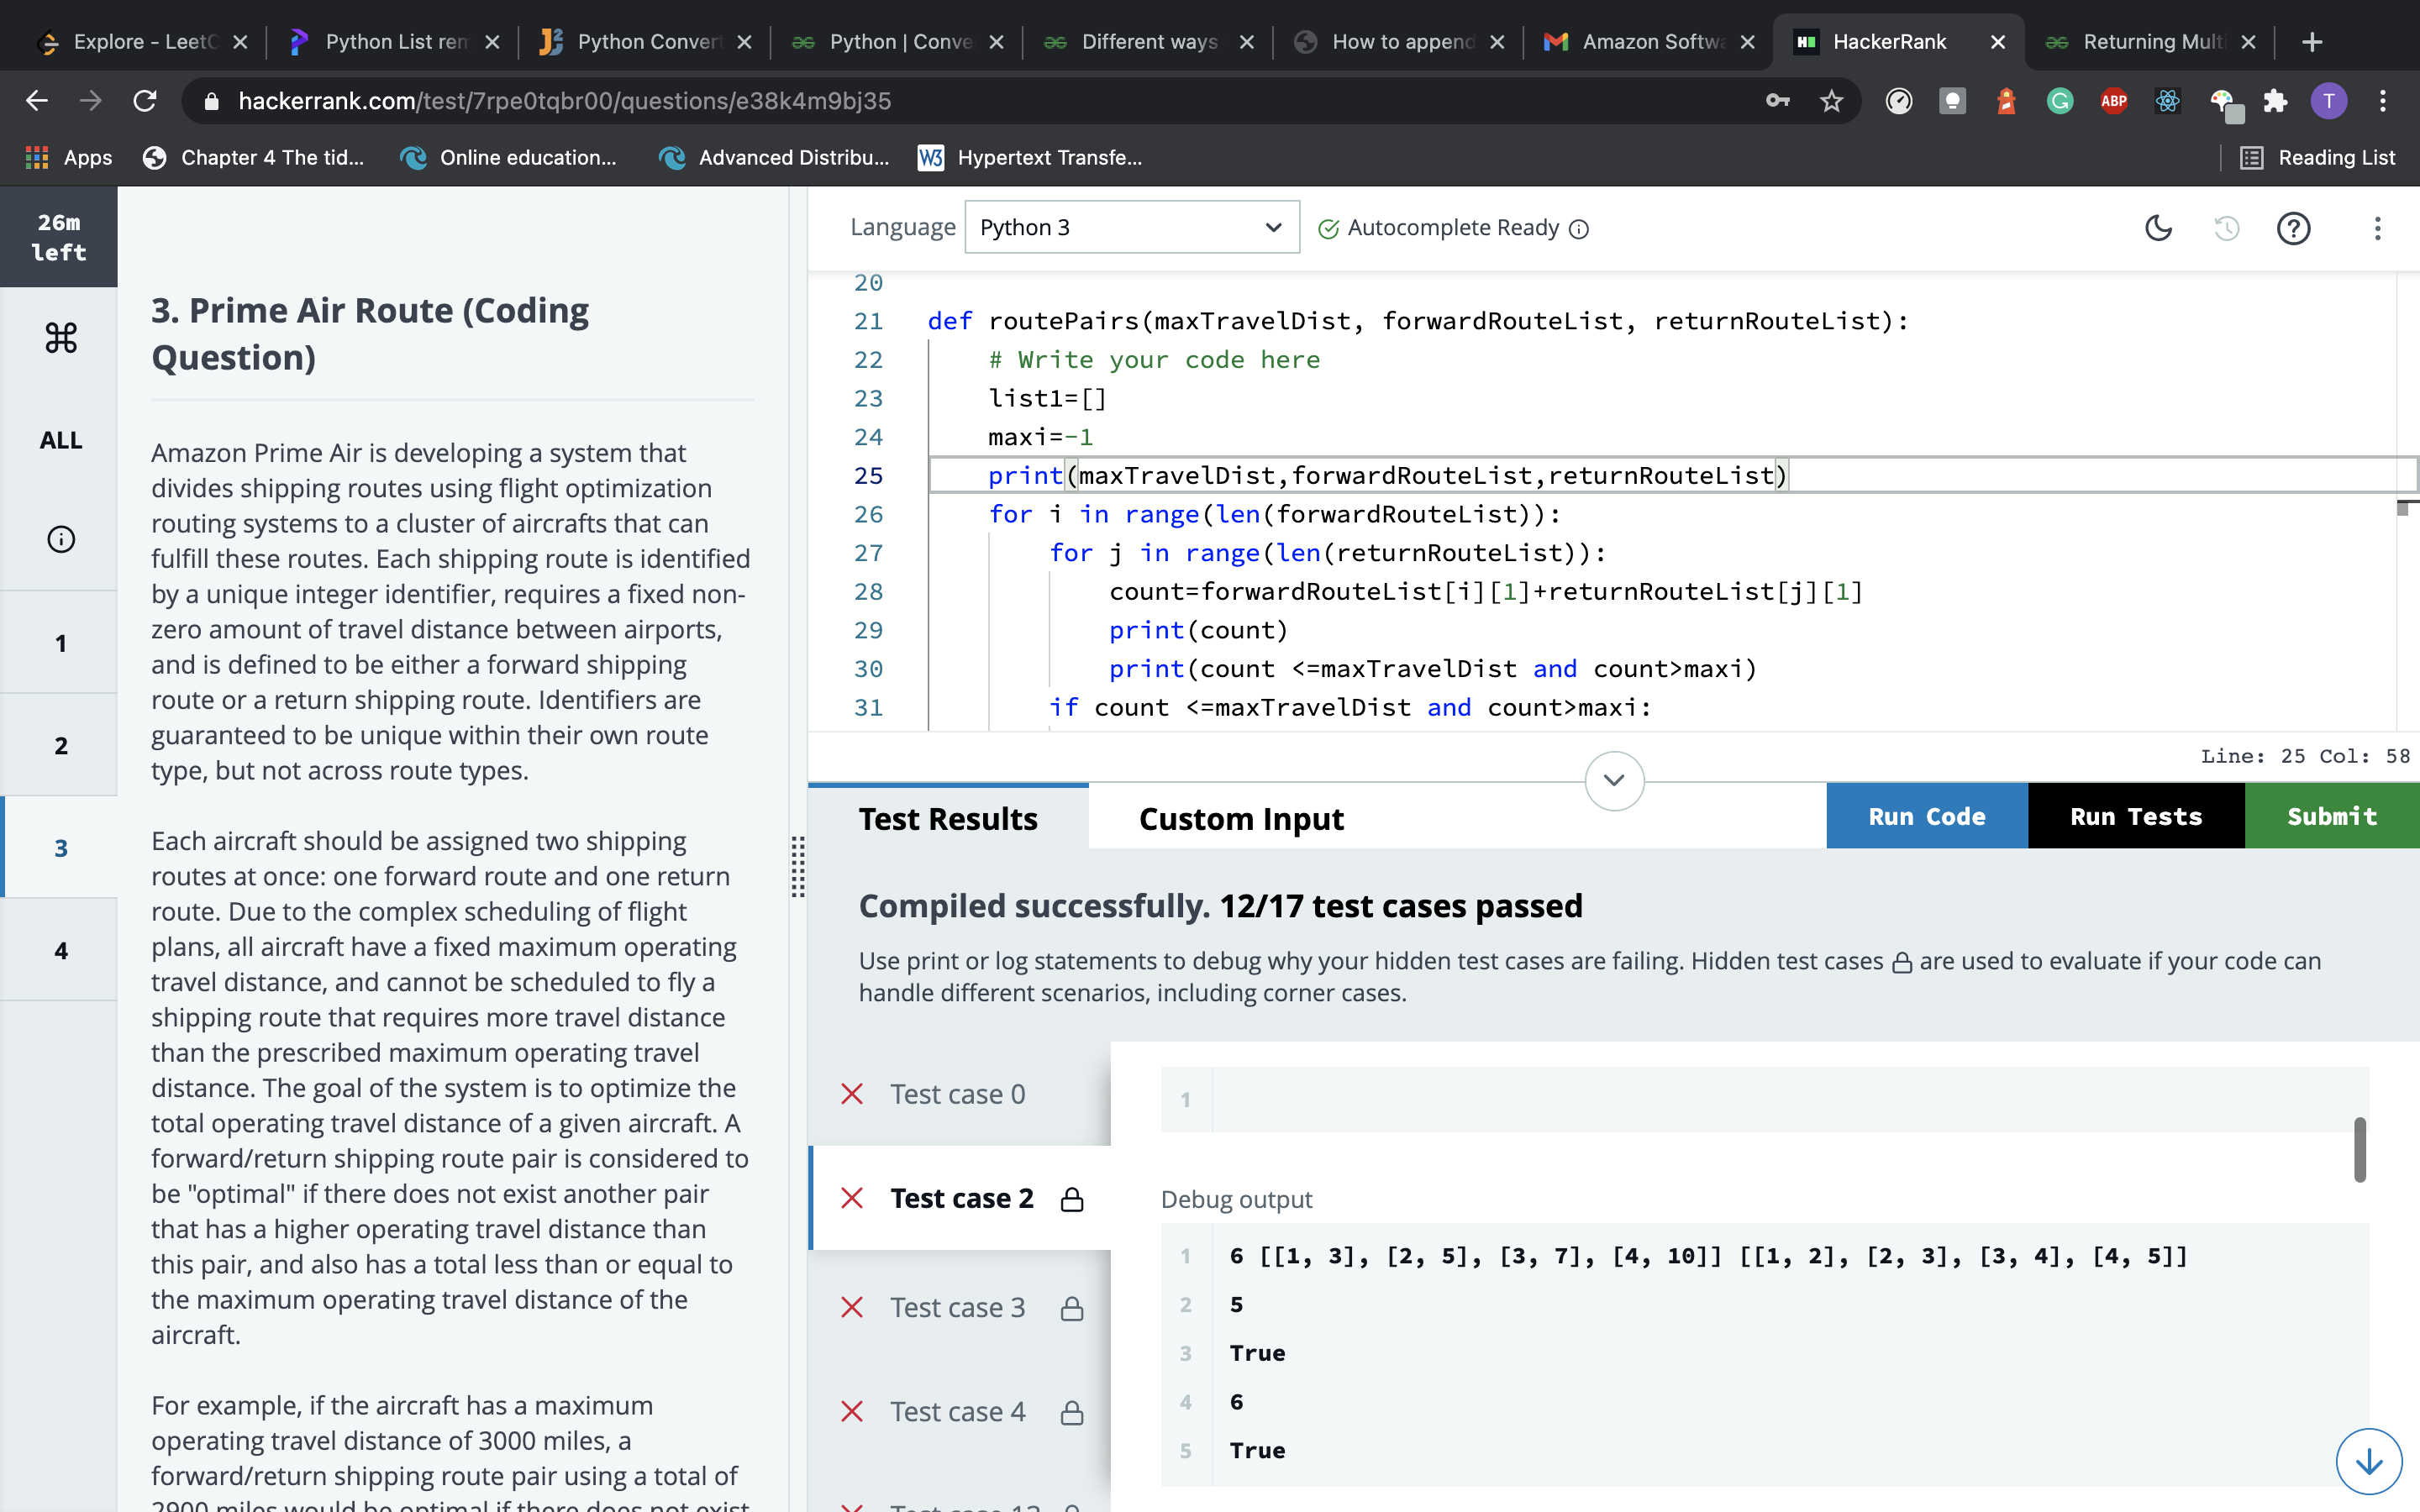 Explore - LeetC
Python List rem
Python Conver
Python | Conve
Different ways
How to append
Amazon Softwa
HackerRank
Returning Multi
hackerrank.com/test/7rpe0tqbr00/questions/e38k4m9bj35
ABP
T
Apps
Chapter 4 The tid...
Online education...
Advanced Distribu...
W3
Hypertext Transfe...
Reading List
26m
left
ALL
1
2
3
4
3. Prime Air Route (Coding
Question)
Amazon Prime Air is developing a system that
divides shipping routes using flight optimization
routing systems to a cluster of aircrafts that can
fulfill these routes. Each shipping route is identified
by a unique integer identifier, requires a fixed non-
zero amount of travel distance between airports,
and is defined to be either a forward shipping
route or a return shipping route. Identifiers are
guaranteed to be unique within their own route
type, but not across route types.
Each aircraft should be assigned two shipping
routes at once: one forward route and one return
route. Due to the complex scheduling of flight
plans, all aircraft have a fixed maximum operating
travel distance, and cannot be scheduled to fly a
shipping route that requires more travel distance
than the prescribed maximum operating travel
distance. The goal of the system is to optimize the
total operating travel distance of a given aircraft. A
forward/return shipping route pair is considered to
be "optimal" if there does not exist another pair
that has a higher operating travel distance than
this pair, and also has a total less than or equal to
the maximum operating travel distance of the
aircraft.
For example, if the aircraft has a maximum
operating travel distance of 3000 miles, a
forward/return shipping route pair using a total of
2900 miles would be optimal if there does not exist
Language
Python 3
Autocomplete Ready
20
21 def routePairs(maxTravelDist, forwardRouteList, returnRouteList):
22 # Write your code here
23 list1=[]
24 maxi=-1
25 print(maxTravelDist,forwardRouteList,returnRouteList)
26 for i in range(len(forwardRouteList)):
27 for j in range(len(returnRouteList)):
28 count=forwardRouteList[i][1]+returnRouteList[j][1]
29 print(count)
30 print(count <=maxTravelDist and count>maxi)
31 if count <=maxTravelDist and count>maxi:
Line: 25 Col: 58
Test Results
Custom Input
Run Code
Run Tests
Submit
Compiled successfully. 12/17 test cases passed
Use print or log statements to debug why your hidden test cases are failing. Hidden test cases are used to evaluate if your code can
handle different scenarios, including corner cases.
Test case 0
Test case 2
Test case 3
Test case 4
Test case 13
1
Debug output
1 6 [[1, 3], [2, 5], [3, 7], [4, 10]] [[1, 2], [2, 3], [3, 4], [4, 5]]
2 5
3 True
4 6
5 True